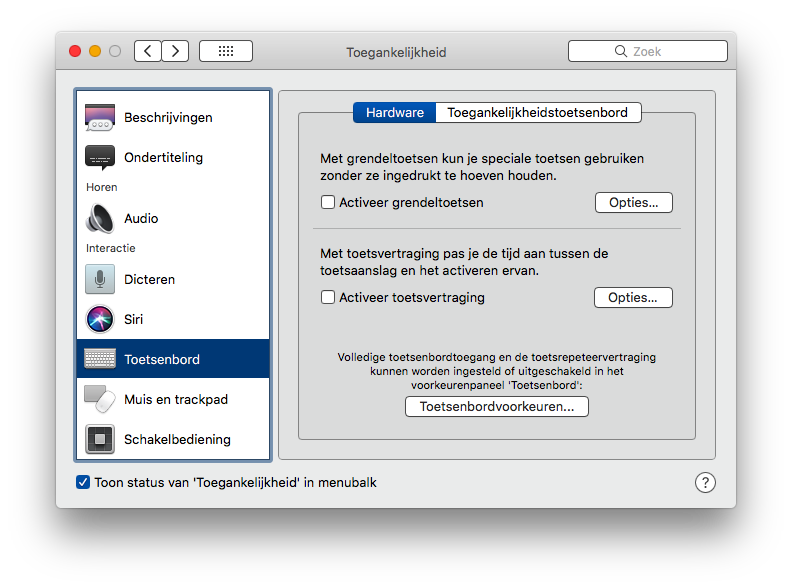 Toegankelijkheid
Zoek
Beschrijvingen
Ondertiteling
Horen
Audio
Interactie
Dicteren
Siri
Toetsenbord
Muis en trackpad
Schakelbediening
Hardware
Toegankelijkheidstoetsenbord
Met grendeltoetsen kun je speciale toetsen gebruiken
zonder ze ingedrukt te hoeven houden.
Activeer grendeltoetsen
Opties...
Met toetsvertraging pas je de tijd aan tussen de
toetsaanslag en het activeren ervan.
Activeer toetsvertraging
Opties...
Volledige toetsenbordtoegang en de toetsrepeteervertraging
kunnen worden ingesteld of uitgeschakeld in het
voorkeurenpaneel 'Toetsenbord':
Toetsenbordvoorkeuren...
Toon status van 'Toegankelijkheid' in menubalk
?